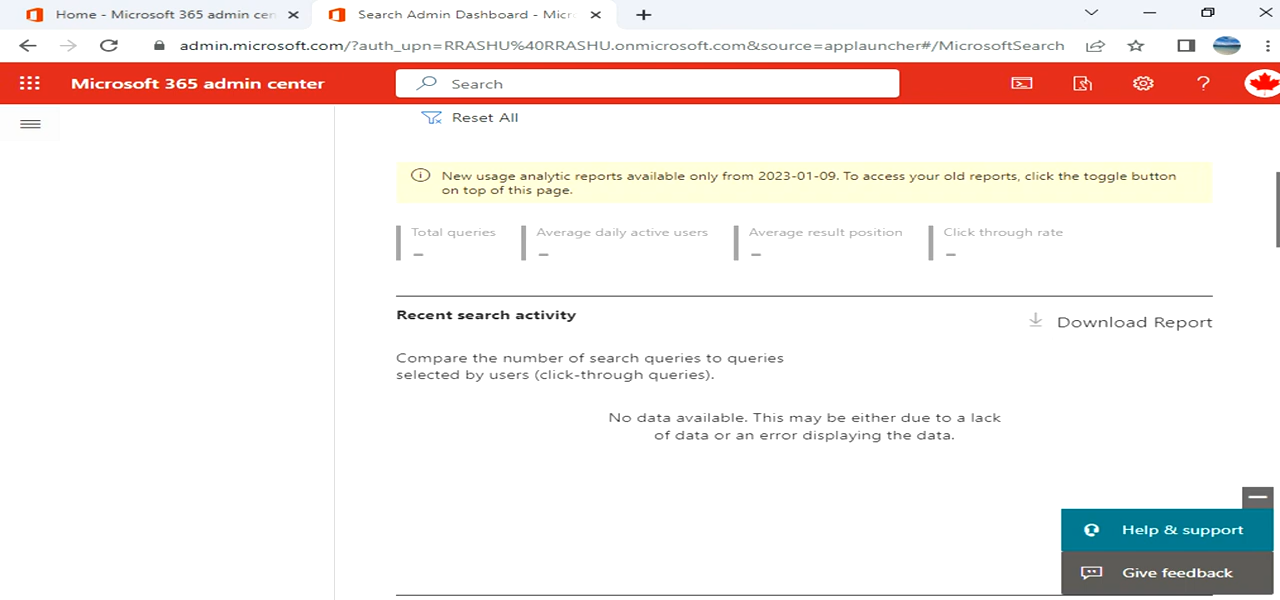 Home - Microsoft 365 admin cen
Search Admin Dashboard - Micr
admin.microsoft.com/?auth_upn=RRASHU%40RRASHU.onmicrosoft.com&source=applauncher#/MicrosoftSearch
Microsoft 365 admin center
Search
?
Reset All
New usage analytic reports available only from 2023-01-09. To access your old reports, click the toggle button
on top of this page.
Total queries
Average daily active users
Average result position
Click through rate
–
–
–
–
Recent search activity
Download Report
Compare the number of search queries to queries
selected by users (click-through queries).
No data available. This may be either due to a lack
of data or an error displaying the data.
Help & support
Give feedback